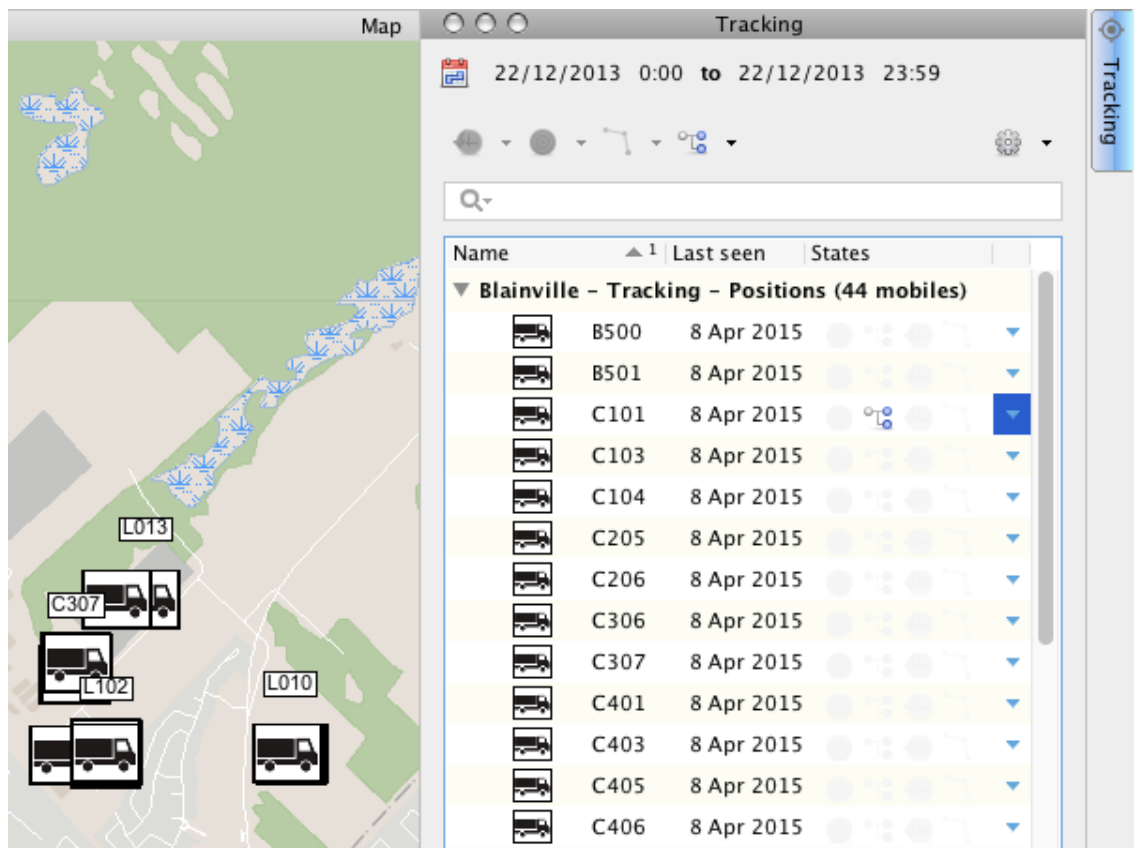 Map
Tracking
Tracking
22/12/2013 0:00 to 22/12/2013 23:59
Name 1 Last seen States
Blainville - Tracking - Positions (44 mobiles)
B500 8 Apr 2015
B501 8 Apr 2015
C101 8 Apr 2015
C103 8 Apr 2015
C104 8 Apr 2015
C205 8 Apr 2015
C206 8 Apr 2015
C306 8 Apr 2015
C307 8 Apr 2015
C401 8 Apr 2015
C403 8 Apr 2015
C405 8 Apr 2015
C406 8 Apr 2015
L013
C307
L102
L010